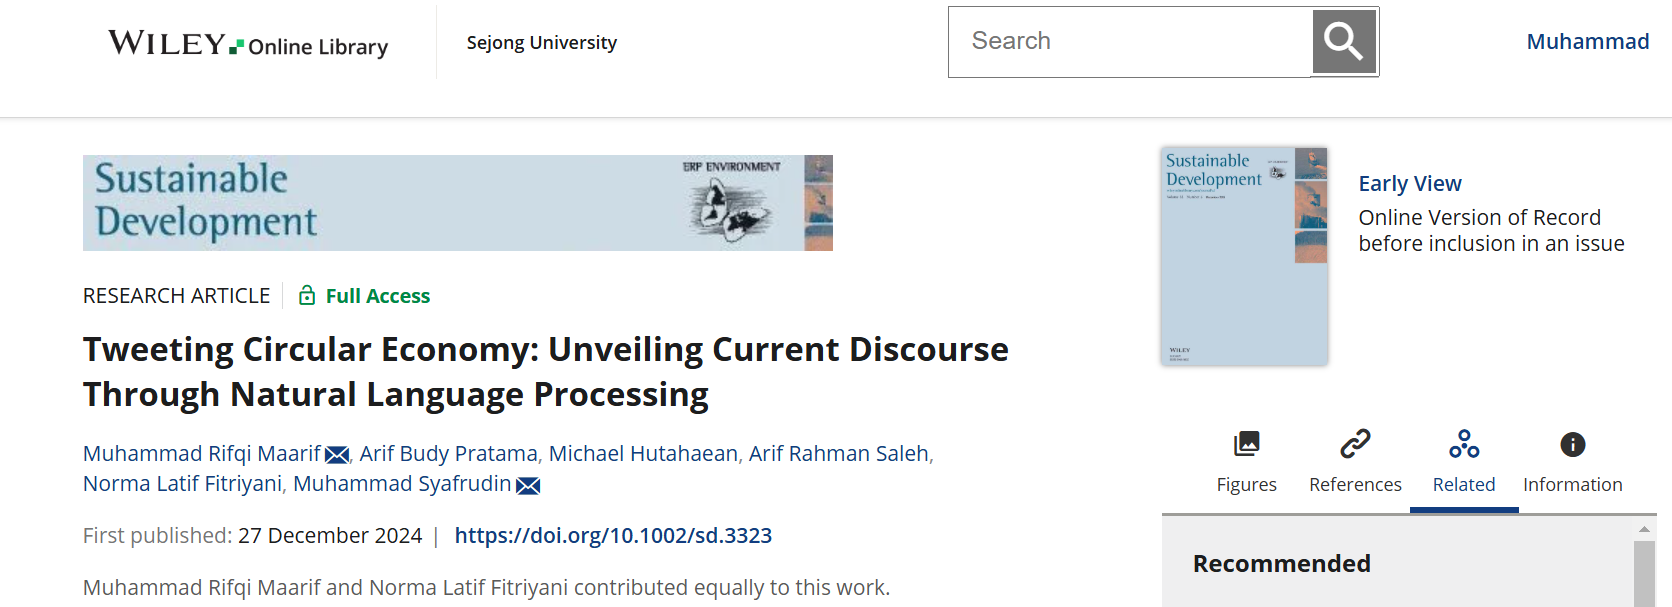 WILEY Online Library
Sejong University
Search
Muhammad
Sustainable
Development
ERP ENVIRONMENT
Sustainable
Development
Early View
Online Version of Record
before inclusion in an issue
WILEY
RESEARCH ARTICLE
Full Access
Tweeting Circular Economy: Unveiling Current Discourse
Through Natural Language Processing
Muhammad Rifqi Maarif, Arif Budy Pratama, Michael Hutahaean, Arif Rahman Saleh,
Norma Latif Fitriyani, Muhammad Syafrudin
First published: 27 December 2024 | https://doi.org/10.1002/sd.3323
Muhammad Rifqi Maarif and Norma Latif Fitriyani contributed equally to this work.
Figures
References
Related
Information
Recommended